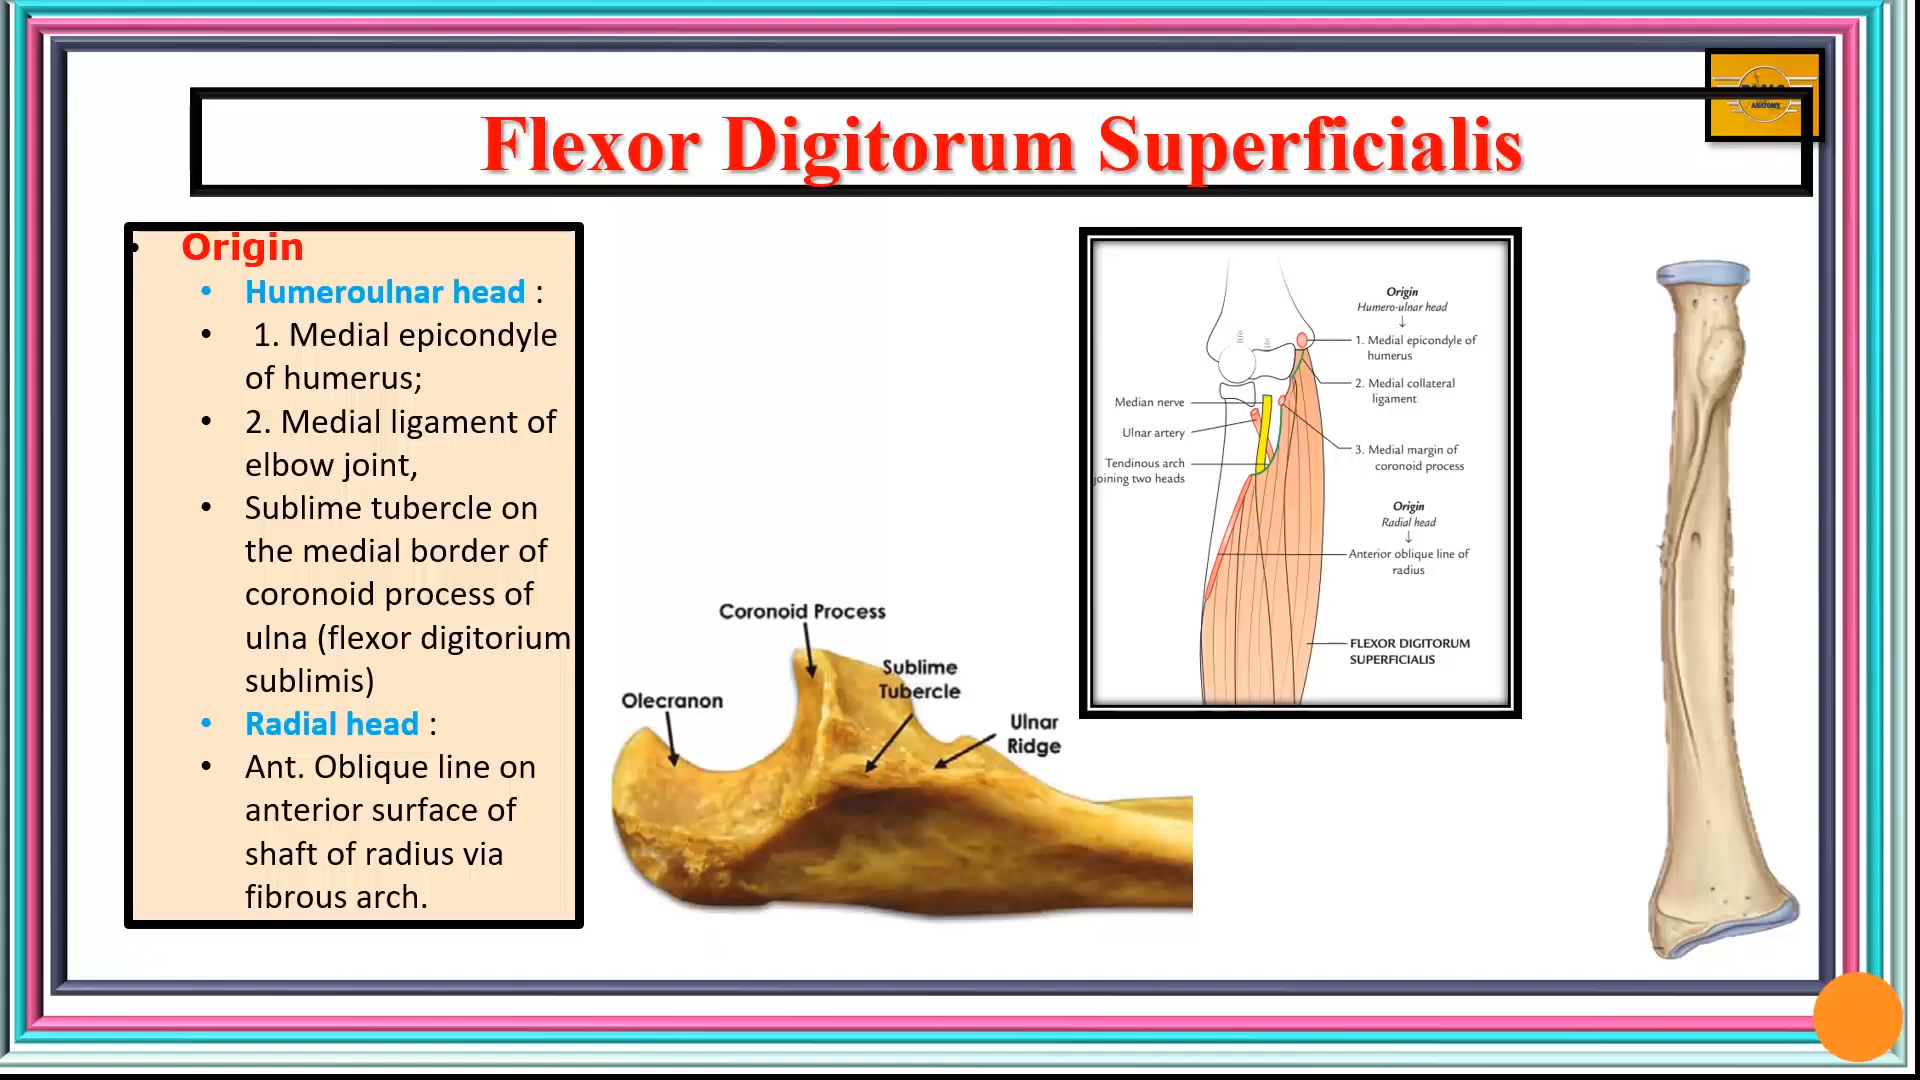 Flexor Digitorum Superficialis
ANATOMY
• Origin
• Humeroulnar head :
• 1. Medial epicondyle
of humerus;
• 2. Medial ligament of
elbow joint,
• Sublime tubercle on
the medial border of
coronoid process of
ulna (flexor digitorium
sublimis)
• Radial head :
• Ant. Oblique line on
anterior surface of
shaft of radius via
fibrous arch.
Coronoid Process
Sublime
Tubercle
Olecranon
Ulnar
Ridge
Origin
Humero-ulnar head
1. Medial epicondyle of
humerus
2. Medial collateral
ligament
Median nerve
Ulnar artery
3. Medial margin of
coronoid process
Tendinous arch
joining two heads
Origin
Radial head
Anterior oblique line of
radius
FLEXOR DIGITORUM
SUPERFICIALIS